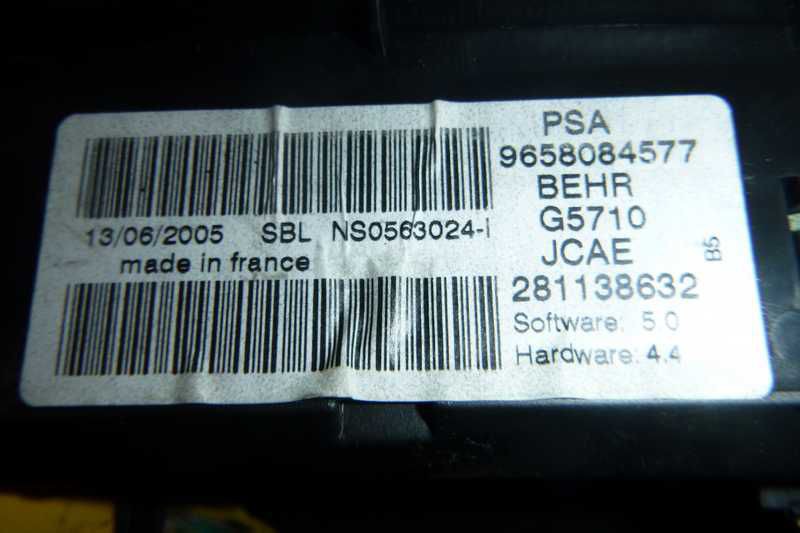 PSA
9658084577
BEHR
G5710
JCAE
281138632
Software: 5.0
Hardware: 4.4
B5
13/06/2005 SBL NS0563024-I
made in france